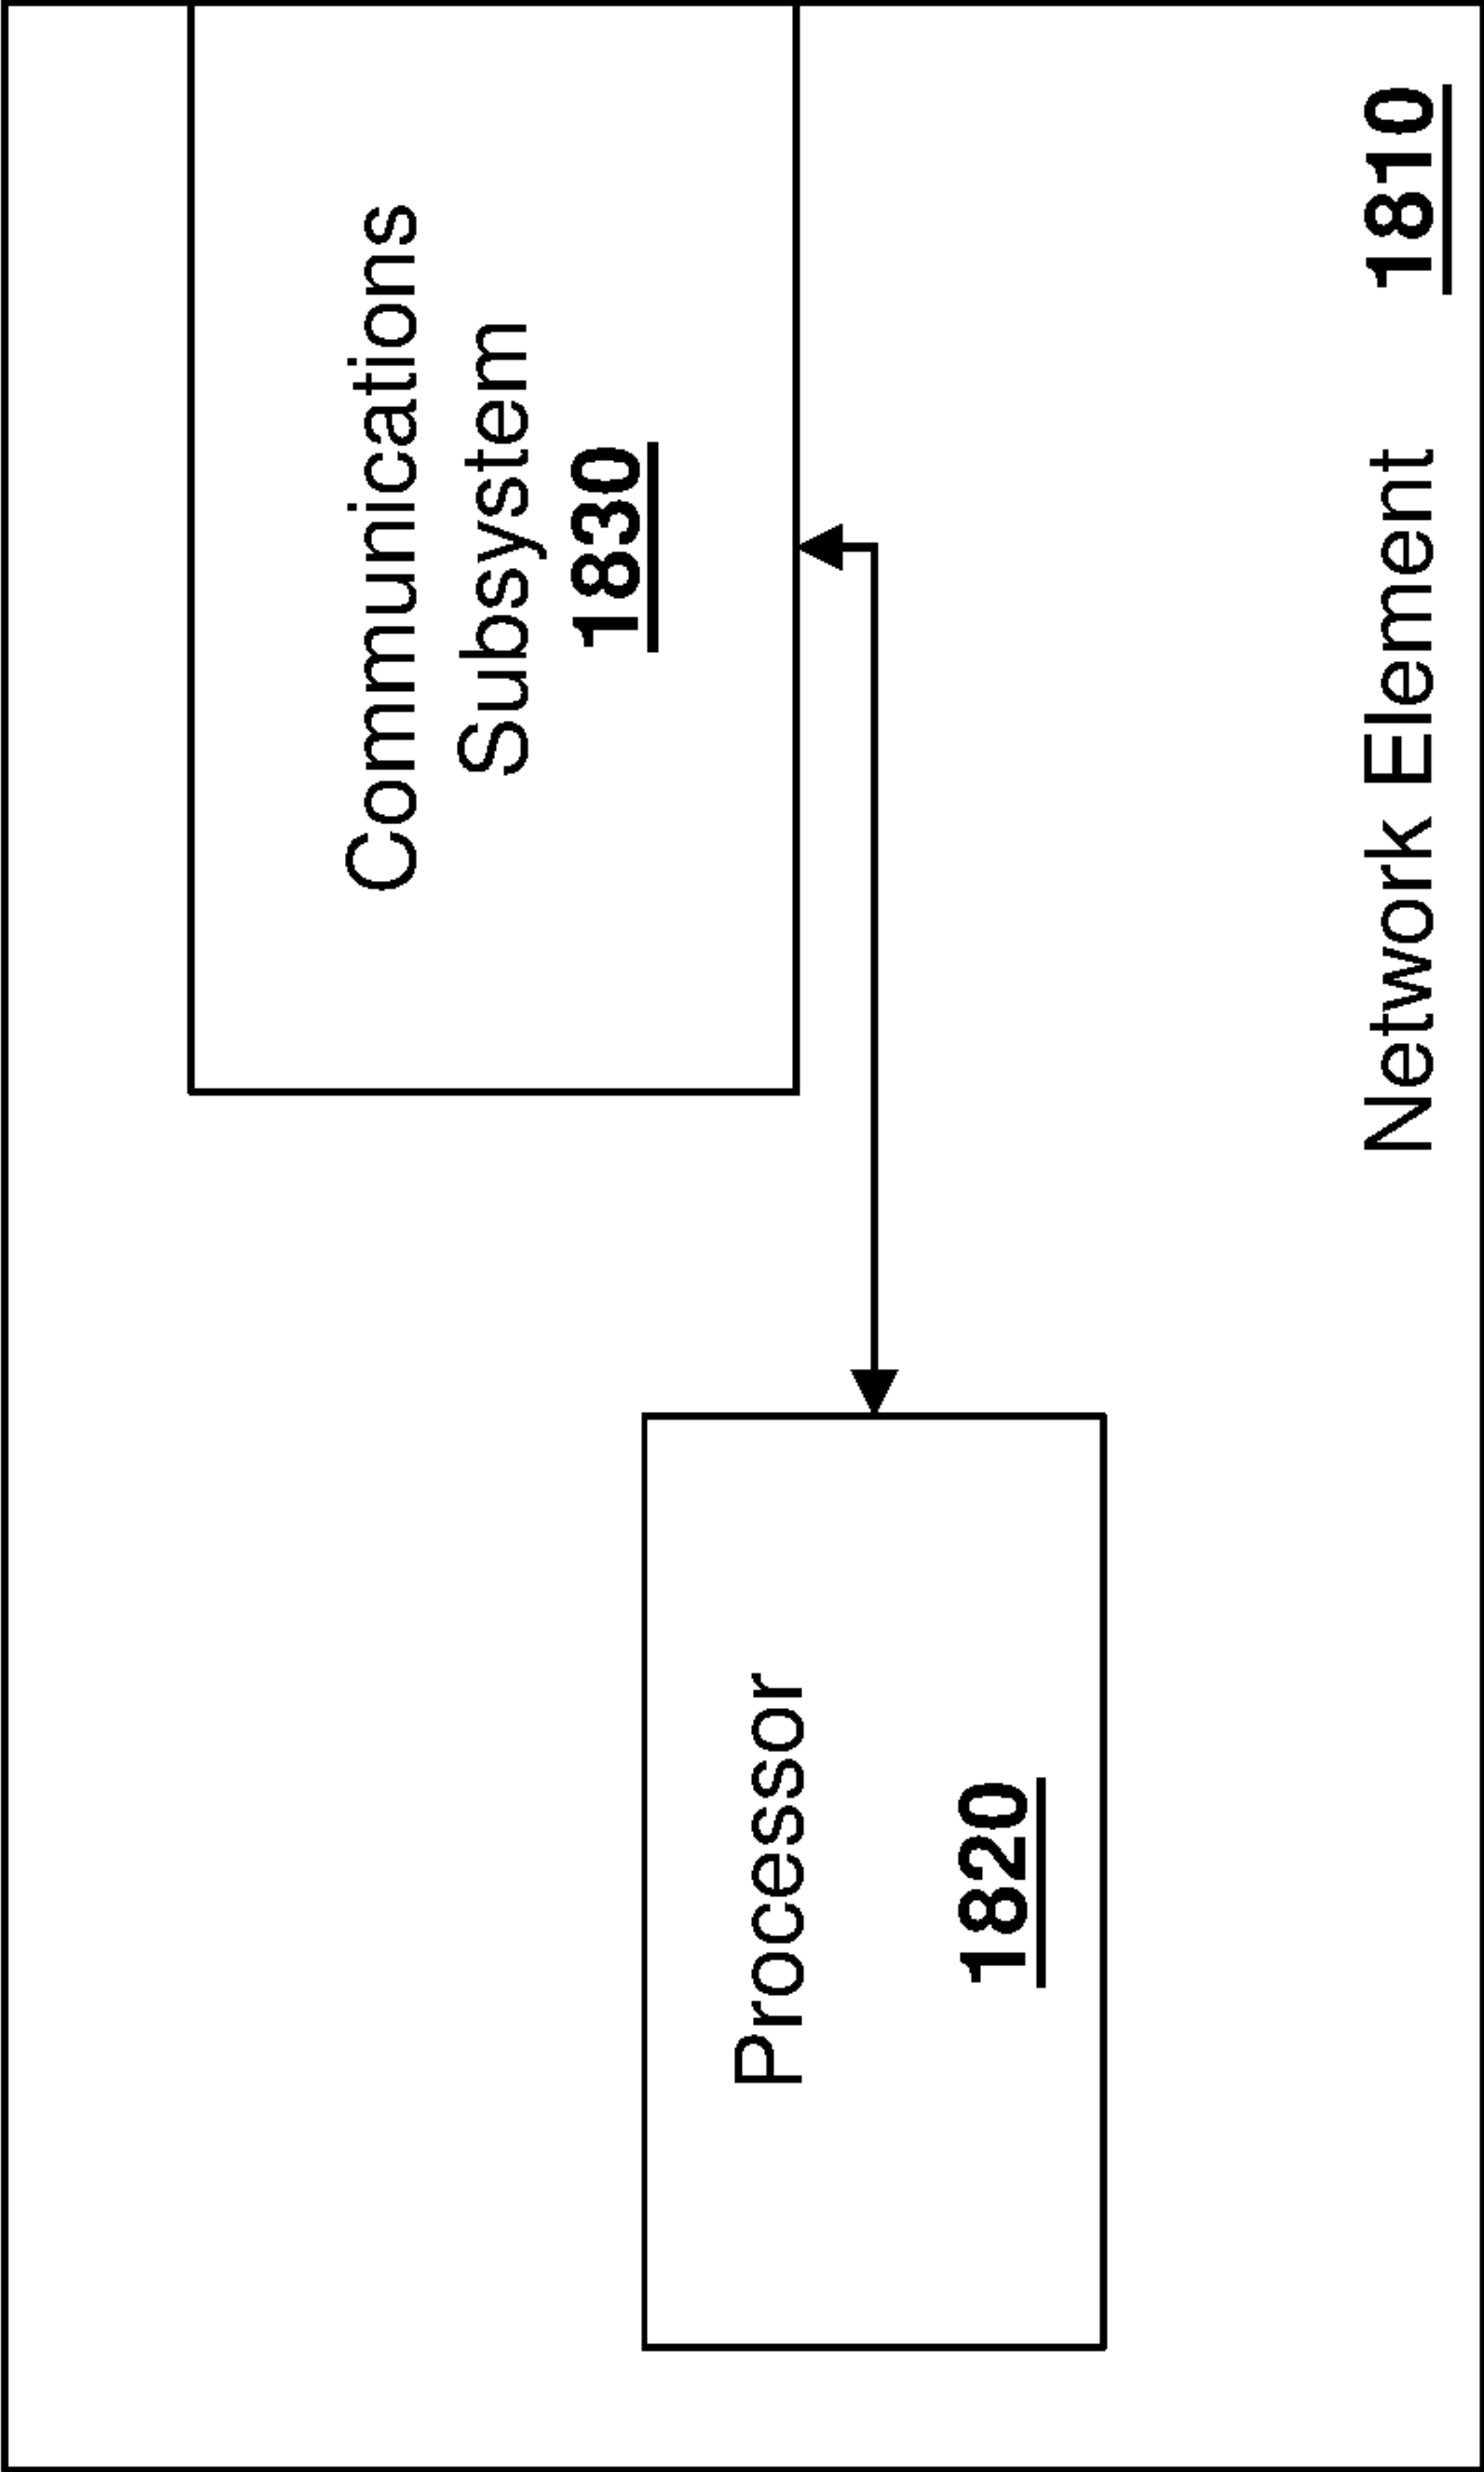 Communications
Subsystem
1830
Processor
1820
Network Element 1810